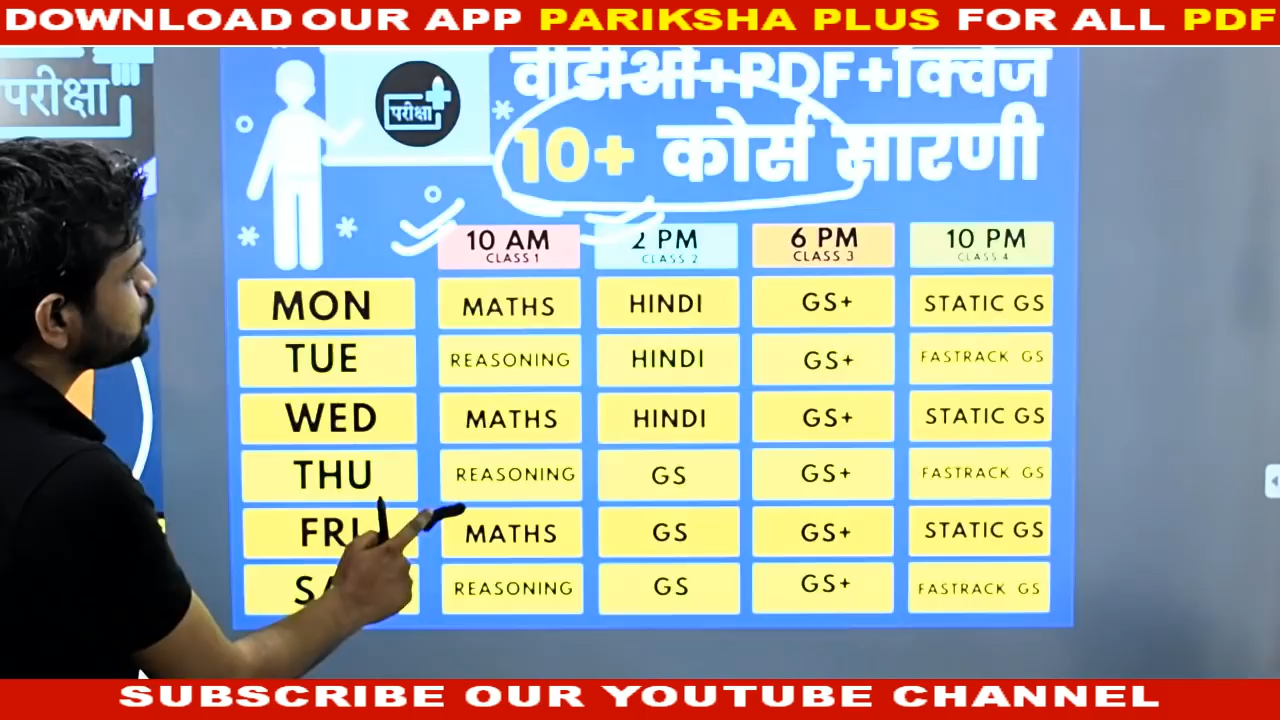 DOWNLOAD OUR APP PARIKSHA PLUS FOR ALL PDF
परीक्षा
परीक्षा
वीडीओ+PDF+क्विज
10+ कोर्स सारणी
10 AM 2 PM 6 PM 10 PM
CLASS 1 CLASS 2 CLASS 3 CLASS 4
MON MATHS HINDI GS+ STATIC GS
TUE REASONING HINDI GS+ FASTRACK GS
WED MATHS HINDI GS+ STATIC GS
THU REASONING GS GS+ FASTRACK GS
FRI MATHS GS GS+ STATIC GS
REASONING GS GS+ FASTRACK GS
SUBSCRIBE OUR YOUTUBE CHANNEL